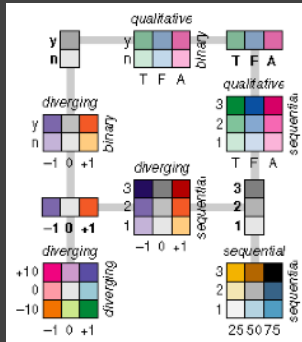 qualitative
y
n
binary
T F A
T F A
diverging
y
n
binary
-1 0 +1
qualitative
3
2
1
sequential
T F A
diverging
3
2
1
sequential
-1 0 +1
-1 0 +1
3
2
1
diverging
+10
0
-10
diverging
-1 0 +1
sequential
3
2
1
sequential
25 50 75